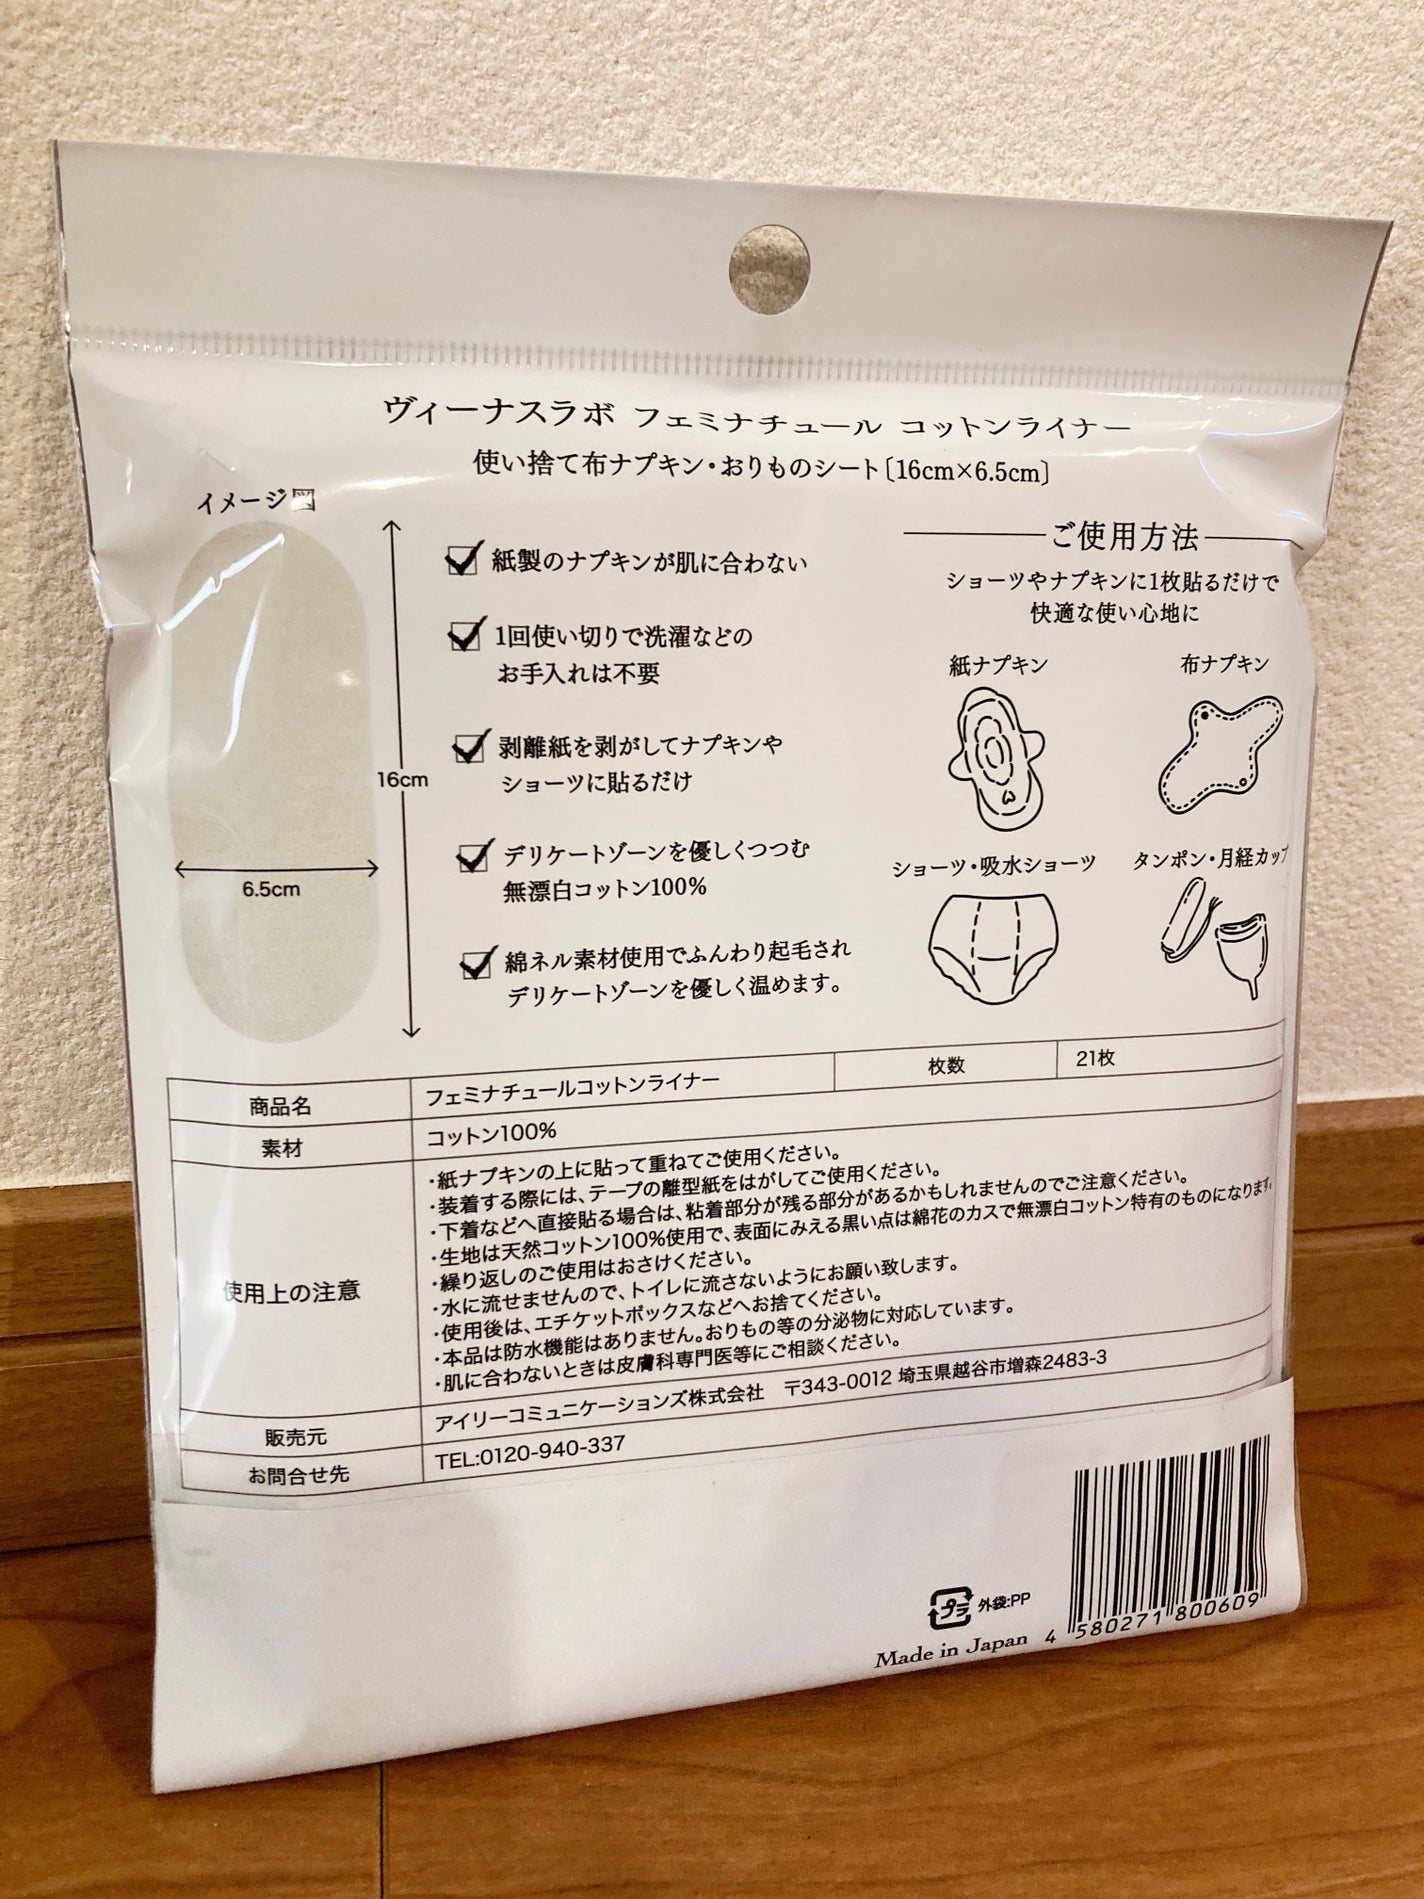 ヴィーナスラボ フェミナチュール コットンライナー
使い捨て布ナプキン・おりものシート〔16cm×6.5cm〕
イメージ図
16cm
6.5cm
紙製のナプキンが肌に合わない
1回使い切りで洗濯などの
お手入れは不要
剥離紙を剥がしてナプキンや
ショーツに貼るだけ
デリケートゾーンを優しくつつむ
無漂白コットン100%
綿ネル素材使用でふんわり起毛され
デリケートゾーンを優しく温めます。
ご使用方法
ショーツやナプキンに1枚貼るだけで
快適な使い心地に
紙ナプキン
布ナプキン
ショーツ・吸水ショーツ
タンポン・月経カップ
商品名 フェミナチュールコットンライナー 枚数 21枚
素材 コットン100%
使用上の注意
・紙ナプキンの上に貼って重ねてご使用ください。
・装着する際には、テープの離型紙をはがしてご使用ください。
・下着などへ直接貼る場合は、粘着部分が残る部分があるかもしれませんのでご注意ください。
・生地は天然コットン100%使用で、表面にみえる黒い点は綿花のカスで無漂白コットン特有のものになります。
・繰り返しのご使用はおさけください。
・水に流せませんので、トイレに流さないようにお願い致します。
・使用後は、エチケットボックスなどへお捨てください。
・本品は防水機能はありません。おりもの等の分泌物に対応しています。
・肌に合わないときは皮膚科専門医等にご相談ください。
販売元 アイリーコミュニケーションズ株式会社 〒343-0012 埼玉県越谷市増森2483-3
お問合せ先 TEL:0120-940-337
プラ 外袋:PP
Made in Japan
4 580271 800609